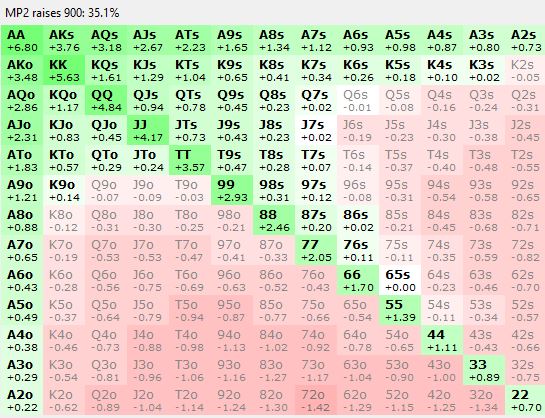 MP2 raises 900: 35.1%
AA AKs AQs AJs ATs A9s A8s A7s A6s A5s A4s A3s A2s
+6.80 +3.76 +3.18 +2.67 +2.23 +1.65 +1.34 +1.12 +0.93 +0.98 +0.87 +0.80 +0.73
AKo KK KQs KJs KTs K9s K8s K7s K6s K5s K4s K3s K2s
+3.48 +5.63 +1.61 +1.29 +1.04 +0.65 +0.41 +0.34 +0.26 +0.18 +0.10 +0.02 -0.05
AQo KQo QQ QJs QTs Q9s Q8s Q7s Q6s Q5s Q4s Q3s Q2s
+2.86 +1.17 +4.84 +0.94 +0.78 +0.45 +0.23 +0.02 -0.01 -0.08 -0.16 -0.24 -0.31
AJo KJo QJo JJ JTs J9s J8s J7s J6s J5s J4s J3s J2s
+2.31 +0.83 +0.45 +4.17 +0.73 +0.43 +0.23 +0.02 -0.19 -0.23 -0.30 -0.38 -0.45
ATo KTo QTo JTo TT T9s T8s T7s T6s T5s T4s T3s T2s
+1.83 +0.57 +0.29 +0.24 +3.57 +0.47 +0.28 +0.07 -0.14 -0.37 -0.40 -0.48 -0.55
A9o K9o Q9o J9o T9o 99 98s 97s 96s 95s 94s 93s 92s
+1.21 +0.14 -0.07 -0.09 -0.03 +2.93 +0.31 +0.12 -0.08 -0.31 -0.54 -0.58 -0.65
A8o K8o Q8o J8o T8o 98o 88 87s 86s 85s 84s 83s 82s
+0.88 -0.12 -0.31 -0.30 -0.25 -0.21 +2.46 +0.20 +0.02 -0.21 -0.45 -0.68 -0.71
A7o K7o Q7o J7o T7o 97o 87o 77 76s 75s 74s 73s 72s
+0.65 -0.19 -0.53 -0.53 -0.47 -0.41 -0.33 +2.05 +0.11 -0.11 -0.35 -0.59 -0.82
A6o K6o Q6o J6o T6o 96o 86o 76o 66 65s 64s 63s 62s
+0.43 -0.28 -0.56 -0.75 -0.69 -0.63 -0.52 -0.43 +1.70 +0.00 -0.23 -0.46 -0.70
A5o K5o Q5o J5o T5o 95o 85o 75o 65o 55 54s 53s 52s
+0.49 -0.37 -0.64 -0.79 -0.94 -0.87 -0.77 -0.66 -0.54 +1.39 -0.11 -0.34 -0.57
A4o K4o Q4o J4o T4o 94o 84o 74o 64o 54o 44 43s 42s
+0.38 -0.46 -0.73 -0.88 -0.98 -1.13 -1.02 -0.92 -0.78 -0.65 +1.11 -0.43 -0.66
A3o K3o Q3o J3o T3o 93o 83o 73o 63o 53o 43o 33 32s
+0.29 -0.54 -0.81 -0.96 -1.06 -1.16 -1.27 -1.17 -1.04 -0.90 -1.00 +0.89 -0.75
A2o K2o Q2o J2o T2o 92o 82o 72o 62o 52o 42o 32o 22
+0.22 -0.62 -0.89 -1.04 -1.14 -1.24 -1.30 -1.42 -1.29 -1.15 -1.25 -1.34 +0.70